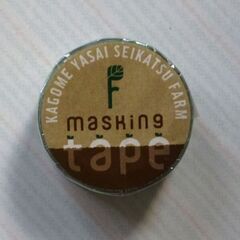 KAGOME YASAI SEIKATSU FARM
F
masking
tape